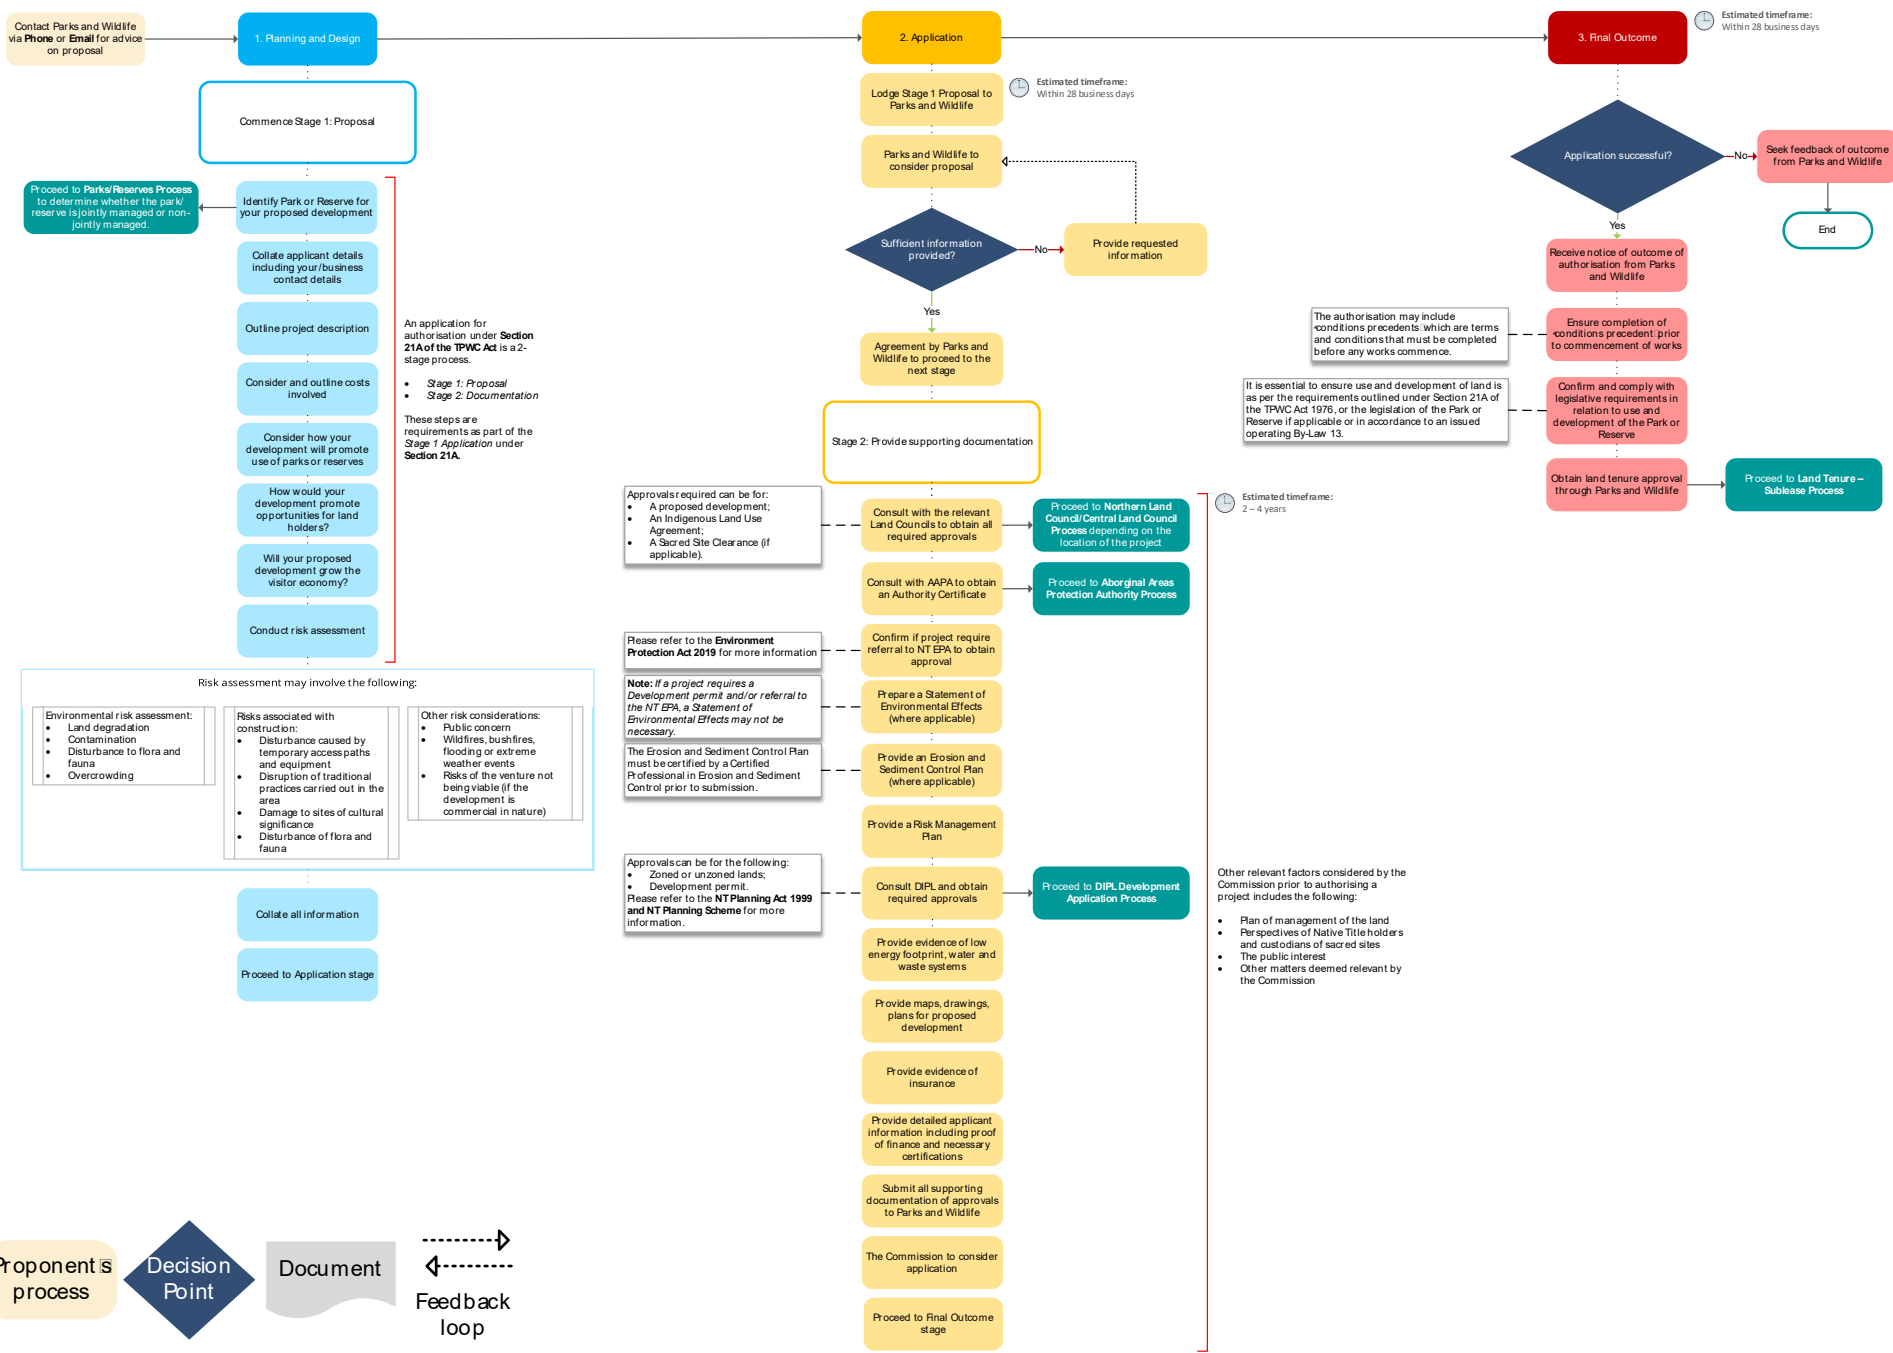 Contact Parks and Wildlife
via Phone or Email for advice
on proposal
1. Planning and Design
2. Application
3. Final Outcome
Estimated timeframe:
Within 28 business days
Commence Stage 1: Proposal
Proceed to Parks/Reserves Process
to determine whether the park/
reserve is jointly managed or non-
jointly managed.
Identify Park or Reserve for
your proposed development
Collate applicant details
including your/business
contact details
Outline project description
Consider and outline costs
involved
Consider how your
development will promote
use of parks or reserves
How would your
development promote
opportunities for land
holders?
Will your proposed
development grow the
visitor economy?
Conduct risk assessment
An application for
authorisation under Section
21A of the TPWC Act is a 2-
stage process.
• Stage 1: Proposal
• Stage 2: Documentation
These steps are
requirements as part of the
Stage 1 Application under
Section 21A.
Risk assessment may involve the following:
Environmental risk assessment:
• Land degradation
• Contamination
• Disturbance to flora and
fauna
• Overcrowding
Risks associated with
construction:
• Disturbance caused by
temporary access paths
and equipment
• Disruption of traditional
practices carried out in the
area
• Damage to sites of cultural
significance
• Disturbance of flora and
fauna
Other risk considerations:
• Public concern
• Wildfires, bushfires,
flooding or extreme
weather events
• Risks of the venture not
being viable (if the
development is
commercial in nature)
Collate all information
Proceed to Application stage
Lodge Stage 1 Proposal to
Parks and Wildlife
Estimated timeframe:
Within 28 business days
Parks and Wildlife to
consider proposal
Sufficient information
provided?
No
Provide requested
information
Yes
Agreement by Parks and
Wildlife to proceed to the
next stage
Stage 2: Provide supporting documentation
Approvals required can be for:
• A proposed development;
• An Indigenous Land Use
Agreement;
• A Sacred Site Clearance (if
applicable).
Consult with the relevant
Land Councils to obtain all
required approvals
Proceed to Northern Land
Council/Central Land Council
Process depending on the
location of the project
Estimated timeframe:
2 – 4 years
Consult with AAPA to obtain
an Authority Certificate
Proceed to Aboriginal Areas
Protection Authority Process
Please refer to the Environment
Protection Act 2019 for more information
Confirm if project require
referral to NT EPA to obtain
approval
Note: If a project requires a
Development permit and/or referral to
the NT EPA, a Statement of
Environmental Effects may not be
necessary.
Prepare a Statement of
Environmental Effects
(where applicable)
The Erosion and Sediment Control Plan
must be certified by a Certified
Professional in Erosion and Sediment
Control prior to submission.
Provide an Erosion and
Sediment Control Plan
(where applicable)
Provide a Risk Management
Plan
Approvals can be for the following:
• Zoned or unzoned lands;
• Development permit.
Please refer to the NT Planning Act 1999
and NT Planning Scheme for more
information.
Consult DIPL and obtain
required approvals
Proceed to DIPL Development
Application Process
Provide evidence of low
energy footprint, water and
waste systems
Provide maps, drawings,
plans for proposed
development
Provide evidence of
insurance
Provide detailed applicant
information including proof
of finance and necessary
certifications
Submit all supporting
documentation of approvals
to Parks and Wildlife
The Commission to consider
application
Proceed to Final Outcome
stage
Other relevant factors considered by the
Commission prior to authorising a
project includes the following:
• Plan of management of the land
• Perspectives of Native Title holders
and custodians of sacred sites
• The public interest
• Other matters deemed relevant by
the Commission
Application successful?
No
Seek feedback of outcome
from Parks and Wildlife
End
Yes
Receive notice of outcome of
authorisation from Parks
and Wildlife
The authorisation may include
conditions precedents which are terms
and conditions that must be completed
before any works commence.
Ensure completion of
conditions precedent prior
to commencement of works
It is essential to ensure use and development of land is
as per the requirements outlined under Section 21A of
the TPWC Act 1976, or the legislation of the Park or
Reserve if applicable or in accordance to an issued
operating By-Law 13.
Confirm and comply with
legislative requirements in
relation to use and
development of the Park or
Reserve
Obtain land tenure approval
through Parks and Wildlife
Proceed to Land Tenure –
Sublease Process
Proponent s
process
Decision
Point
Document
Feedback
loop